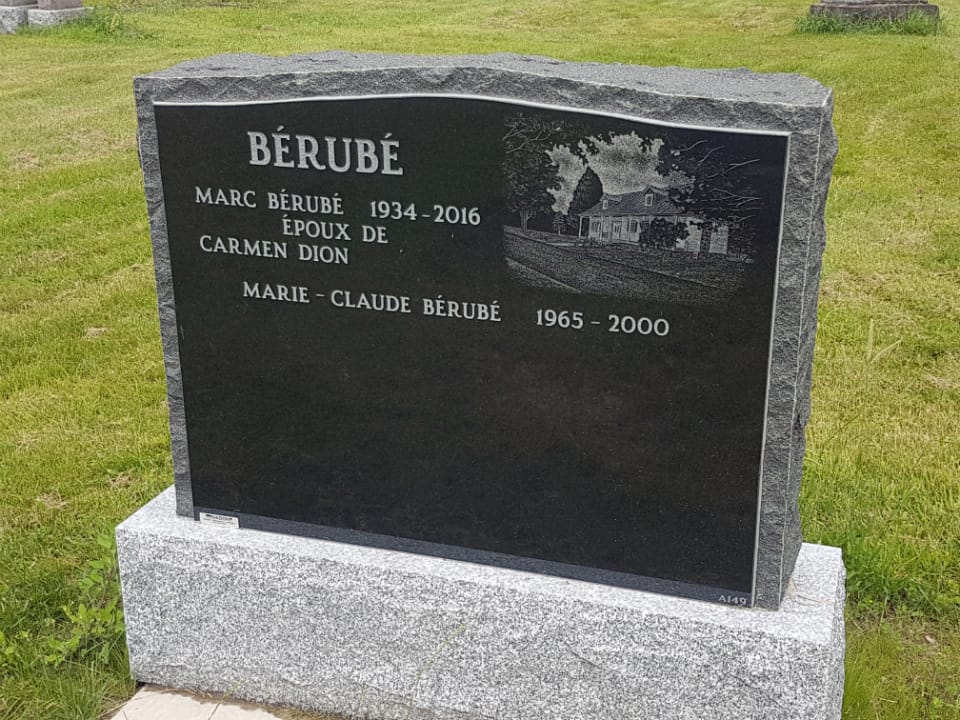 BÉRUBÉ
MARC BÉRUBÉ 1934-2016
ÉPOUX DE
CARMEN DION
MARIE - CLAUDE BÉRUBÉ 1965 - 2000
A149